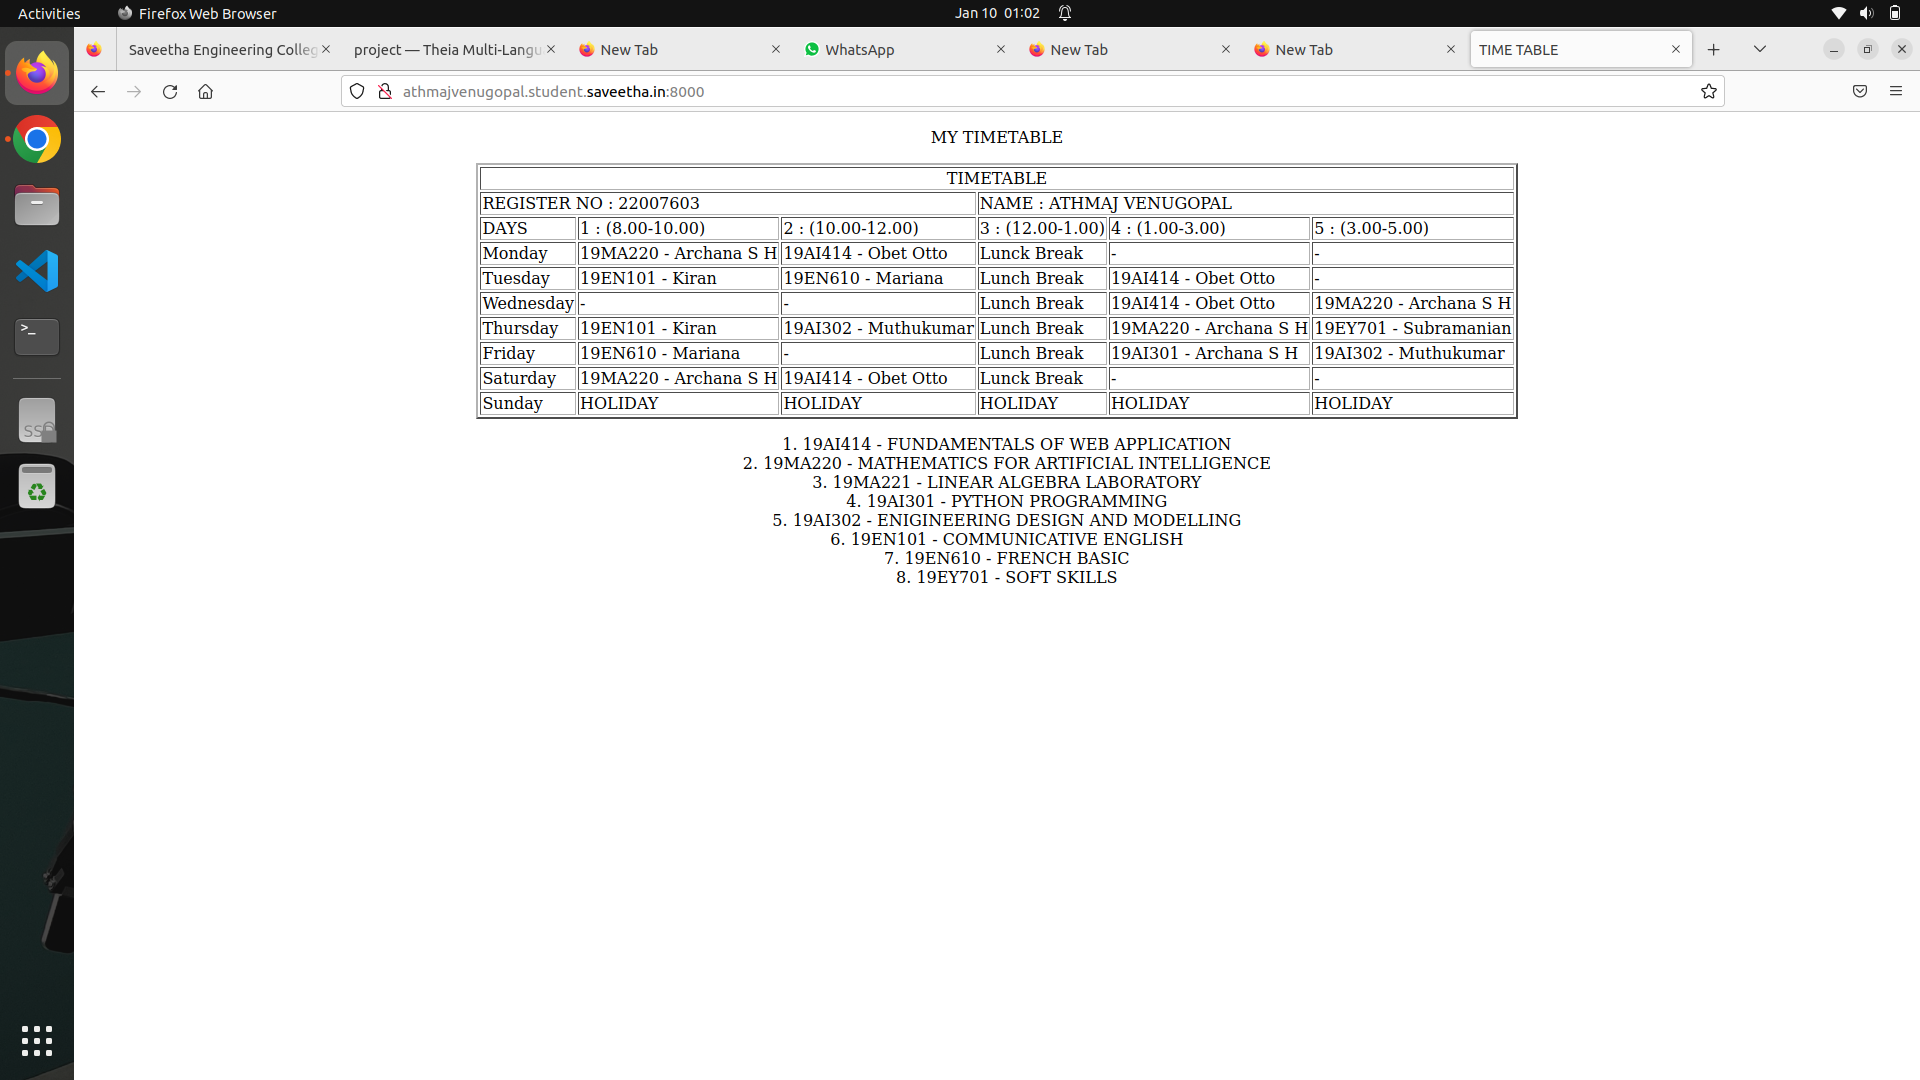 Activities Firefox Web Browser Jan 10 01:02
Saveetha Engineering Colleg project — Theia Multi-Langu New Tab WhatsApp New Tab New Tab TIME TABLE
athmajvenugopal.student.saveetha.in:8000
MY TIMETABLE
TIMETABLE
REGISTER NO : 22007603 NAME : ATHMAJ VENUGOPAL
DAYS 1 : (8.00-10.00) 2 : (10.00-12.00) 3 : (12.00-1.00) 4 : (1.00-3.00) 5 : (3.00-5.00)
Monday 19MA220 - Archana S H 19AI414 - Obet Otto Lunck Break - -
Tuesday 19EN101 - Kiran 19EN610 - Mariana Lunch Break 19AI414 - Obet Otto -
Wednesday - - Lunch Break 19AI414 - Obet Otto 19MA220 - Archana S H
Thursday 19EN101 - Kiran 19AI302 - Muthukumar Lunch Break 19MA220 - Archana S H 19EY701 - Subramanian
Friday 19EN610 - Mariana - Lunch Break 19AI301 - Archana S H 19AI302 - Muthukumar
Saturday 19MA220 - Archana S H 19AI414 - Obet Otto Lunck Break - -
Sunday HOLIDAY HOLIDAY HOLIDAY HOLIDAY HOLIDAY
1. 19AI414 - FUNDAMENTALS OF WEB APPLICATION
2. 19MA220 - MATHEMATICS FOR ARTIFICIAL INTELLIGENCE
3. 19MA221 - LINEAR ALGEBRA LABORATORY
4. 19AI301 - PYTHON PROGRAMMING
5. 19AI302 - ENIGINEERING DESIGN AND MODELLING
6. 19EN101 - COMMUNICATIVE ENGLISH
7. 19EN610 - FRENCH BASIC
8. 19EY701 - SOFT SKILLS